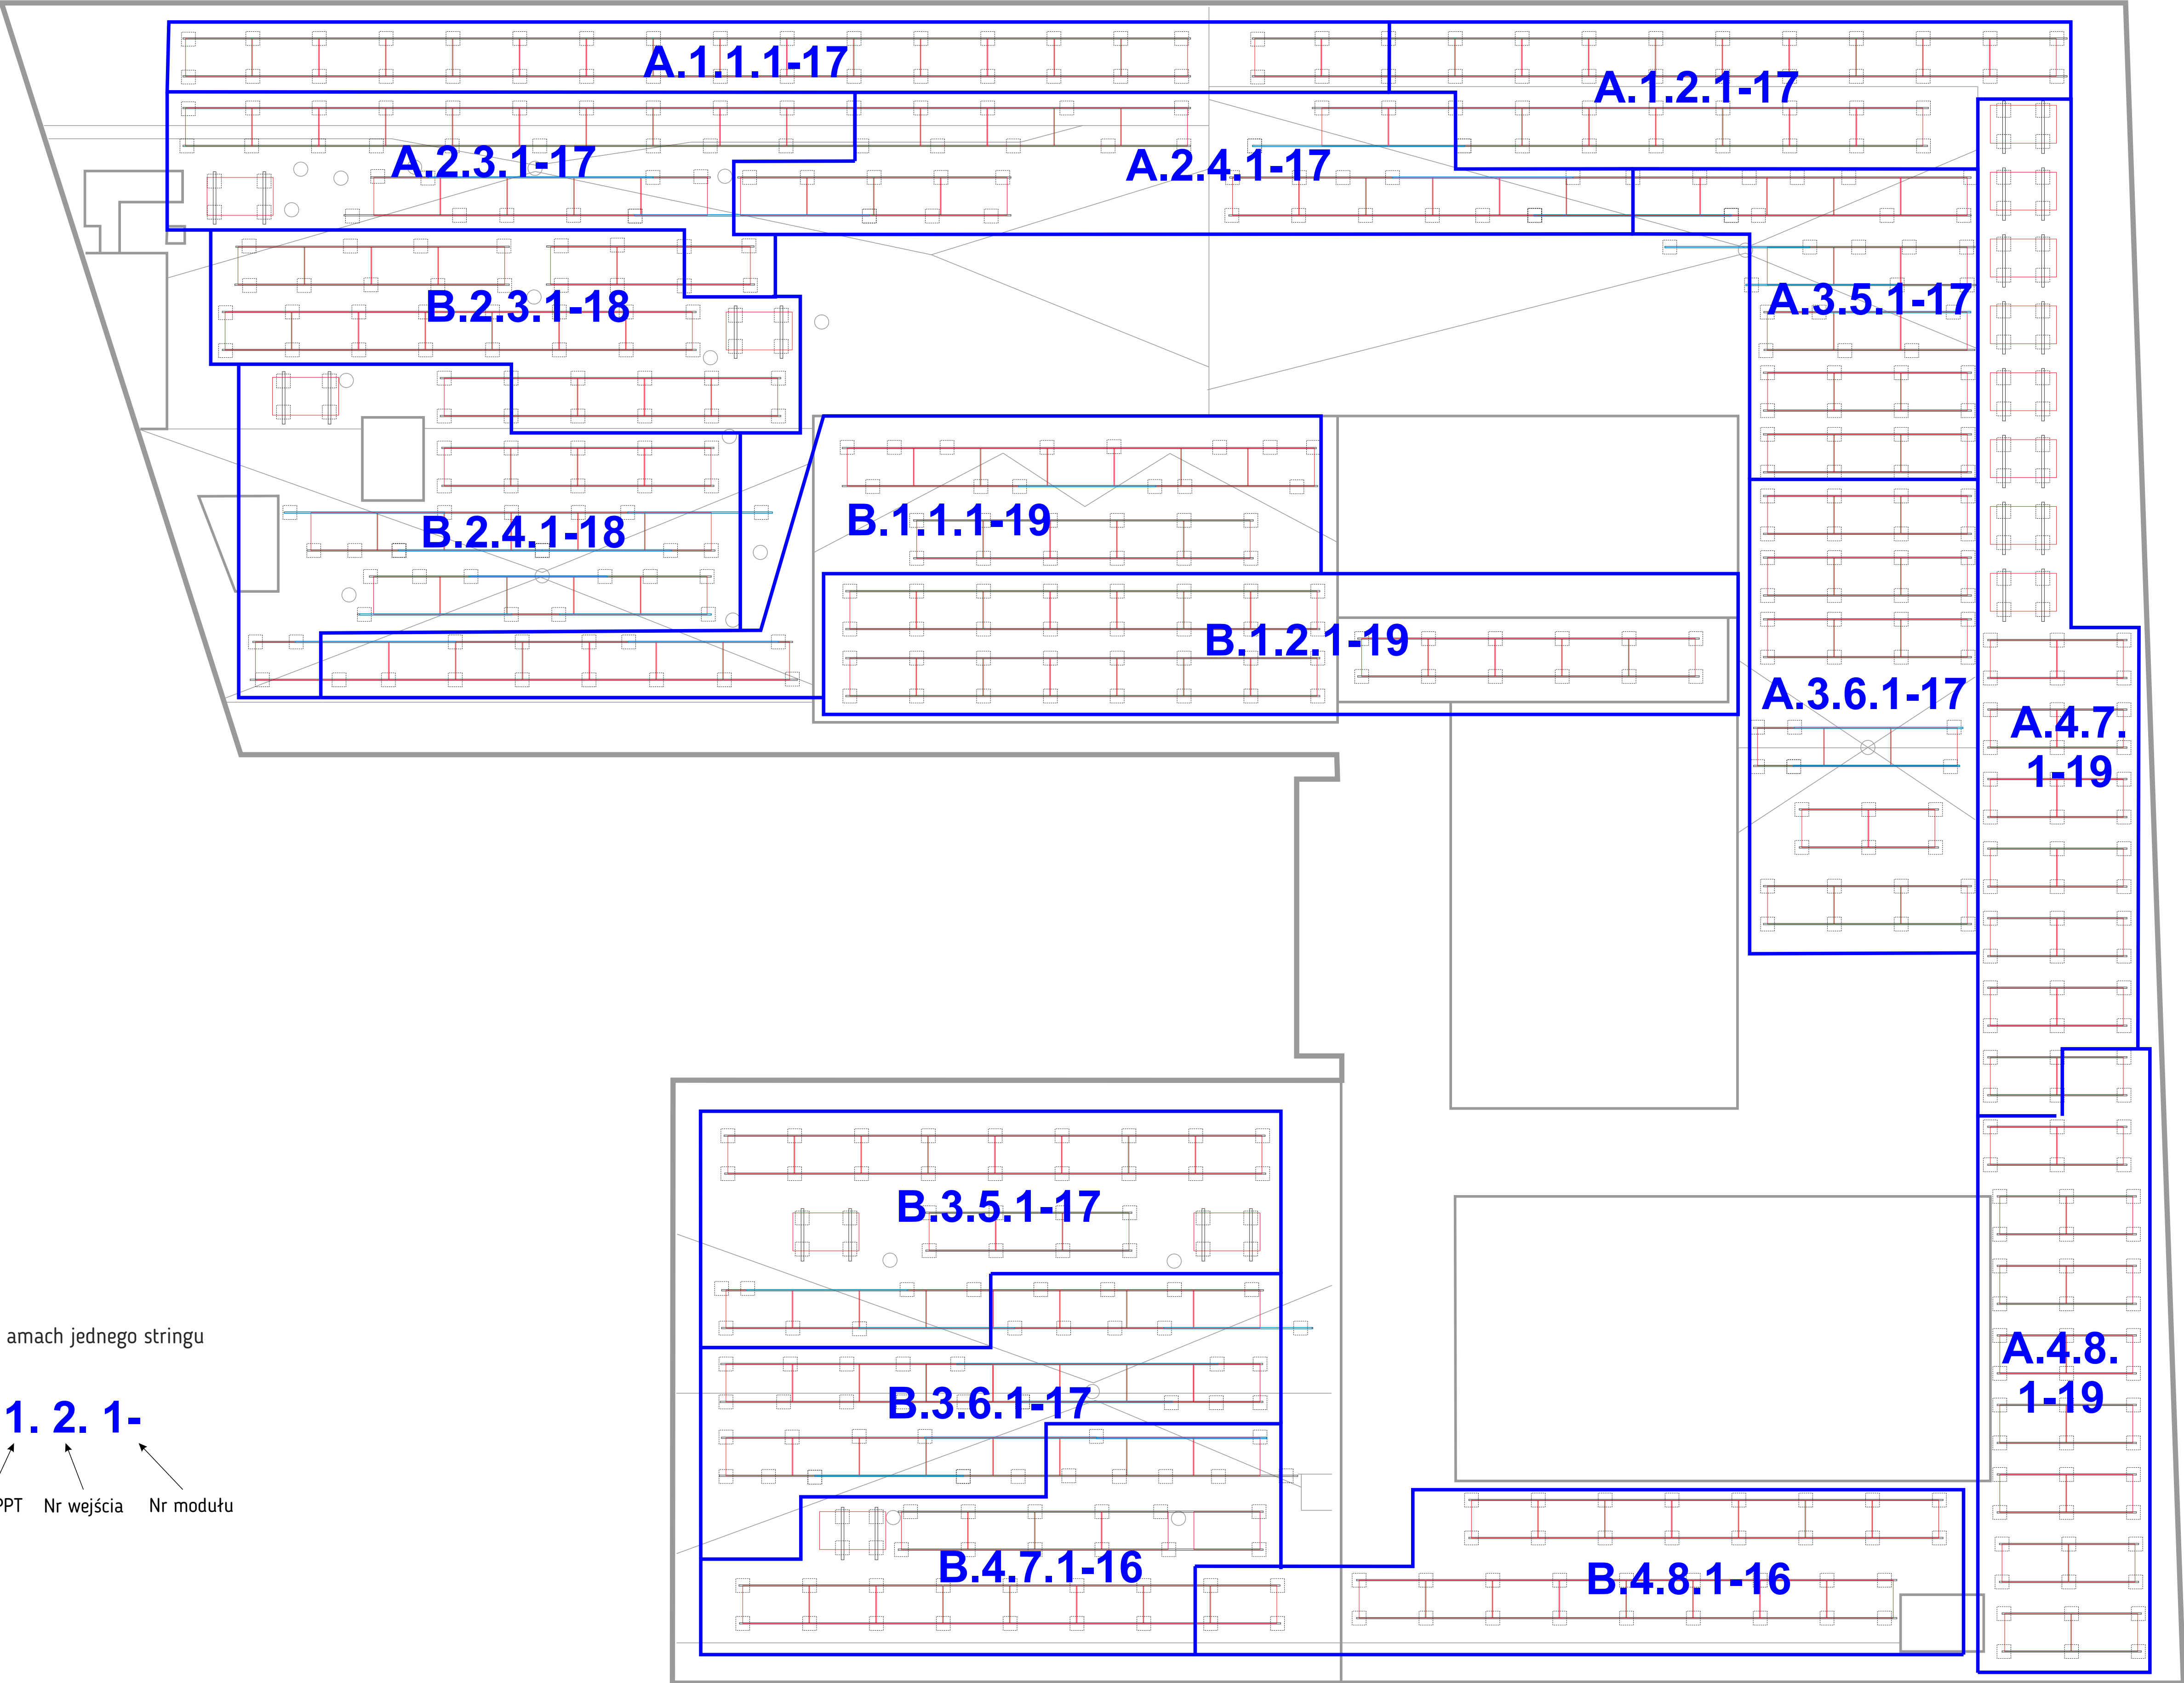 A.1.1.1-17
A.1.2.1-17
A.2.3.1-17
A.2.4.1-17
B.2.3.1-18
A.3.5.1-17
B.2.4.1-18
B.1.1.1-19
B.1.2.1-19
A.3.6.1-17
A.4.7.
1-19
B.3.5.1-17
amach jednego stringu
A.4.8.
1-19
B.3.6.1-17
1. 2. 1-
PPT Nr wejścia Nr modułu
B.4.7.1-16
B.4.8.1-16